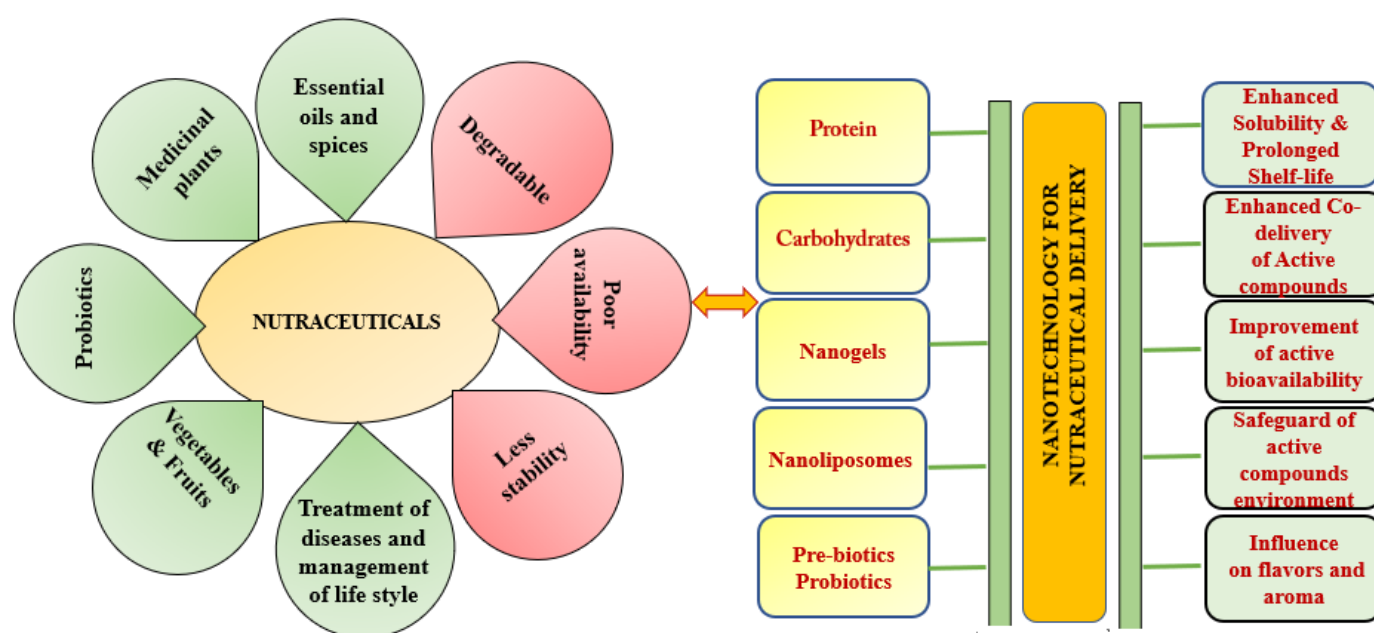 Essential
oils and
spices
Degradable
Poor
availability
Less
stability
Treatment of
diseases and
management
of life style
Vegetables
& Fruits
Probiotics
Medicinal
plants
NUTRACEUTICALS
Protein
Carbohydrates
Nanogels
Nanoliposomes
Pre-biotics
Probiotics
NANOTECHNOLOGY FOR
NUTRACEUTICAL DELIVERY
Enhanced
Solubility &
Prolonged
Shelf-life
Enhanced Co-
delivery
of Active
compounds
Improvement
of active
bioavailability
Safeguard of
active
compounds
environment
Influence
on flavors and
aroma